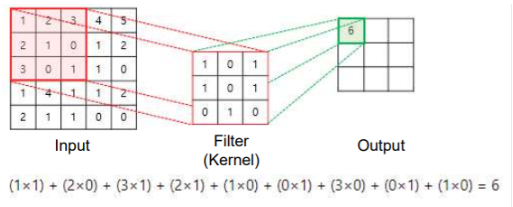 1 2 3 4 5
2 1 0 1 2
3 0 1 1 0
1 4 1 1 2
2 1 1 0 0
1 0 1
1 0 1
0 1 0
6
Input
Filter
(Kernel)
Output
(1×1) + (2×0) + (3×1) + (2×1) + (1×0) + (0×1) + (3×0) + (0×1) + (1×0) = 6